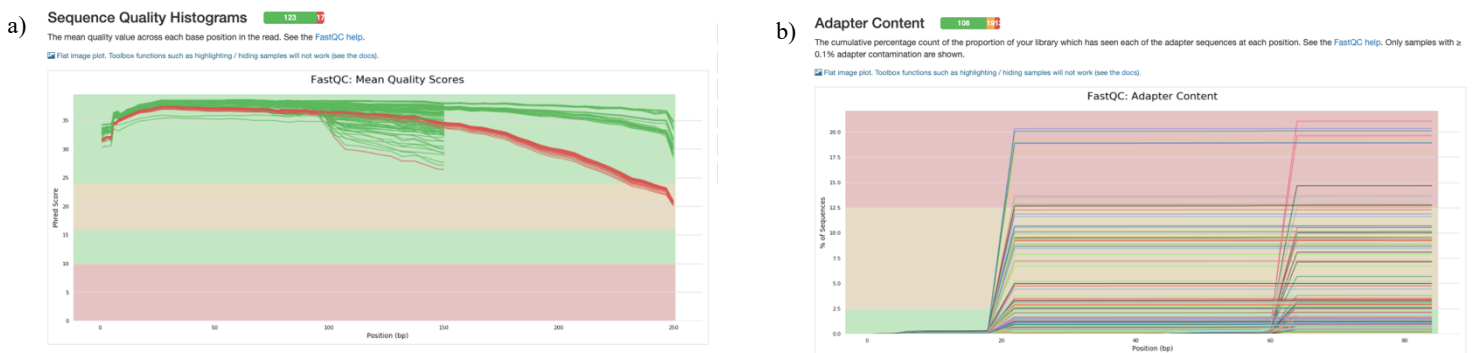 a)
Sequence Quality Histograms 123 17
The mean quality value across each base position in the read. See the FastQC help.
Flat image plot. Toolbox functions such as highlighting / hiding samples will not work (see the docs).
FastQC: Mean Quality Scores
35
30
25
20
15
10
5
0
Phred Score
0 50 100 150 200 250
Position (bp)
b)
Adapter Content 108 19
The cumulative percentage count of the proportion of your library which has seen each of the adapter sequences at each position. See the FastQC help. Only samples with ≥
0.1% adapter contamination are shown.
Flat image plot. Toolbox functions such as highlighting / hiding samples will not work (see the docs).
FastQC: Adapter Content
20.0
17.5
15.0
12.5
10.0
7.5
5.0
2.5
0.0
% of Sequences
0 20 40 60 80
Position (bp)